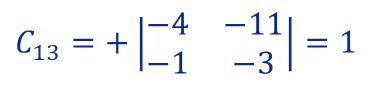 C₁₃ = + |−4 −11|
|−1 −3| = 1